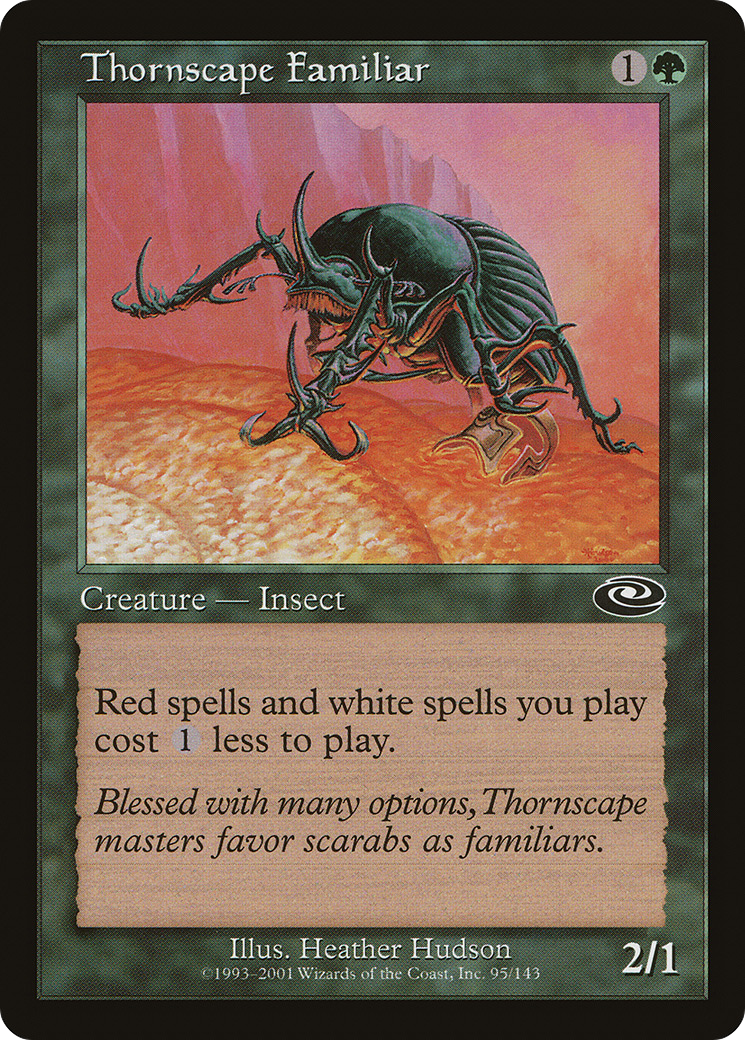 Thornscape Familiar 1
Creature — Insect
Red spells and white spells you play
cost 1 less to play.
Blessed with many options, Thornscape
masters favor scarabs as familiars.
Illus. Heather Hudson
©1993–2001 Wizards of the Coast, Inc. 95/143
2/1